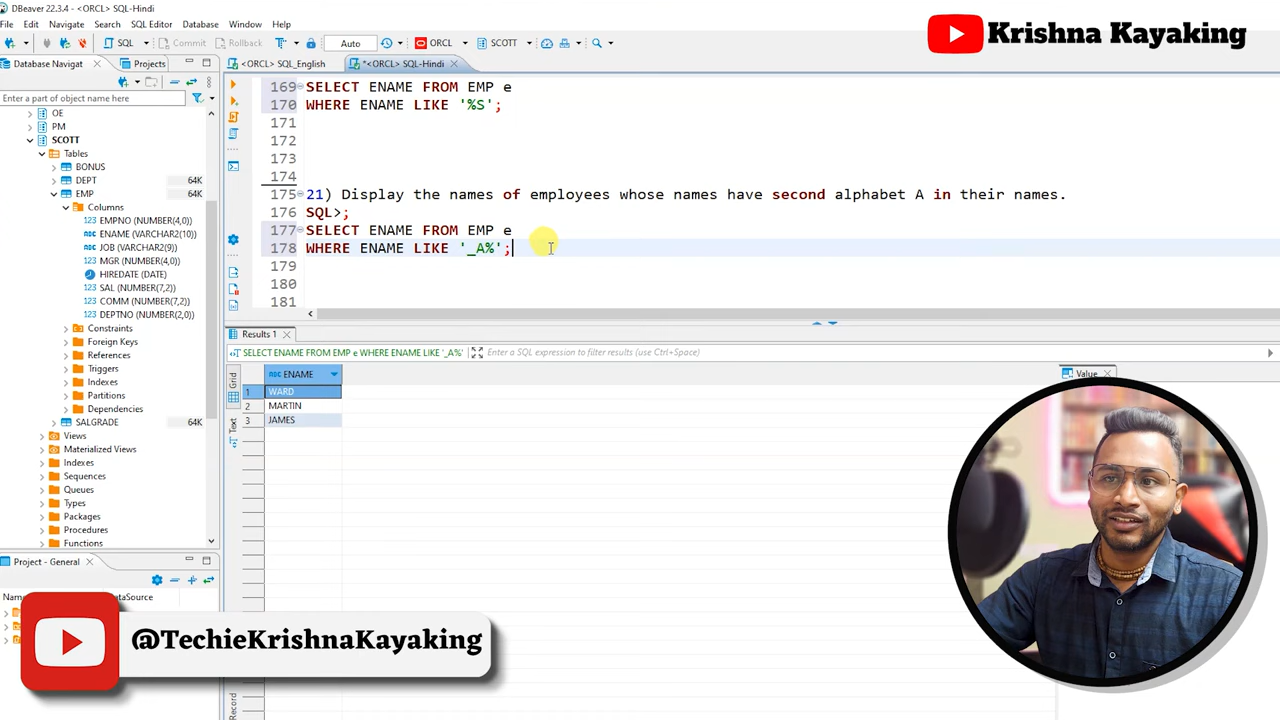 DBeaver 22.3.4 - <ORCL> SQL-Hindi
File Edit Navigate Search SQL Editor Database Window Help
SQL Commit Rollback Auto ORCL SCOTT
Krishna Kayaking
Database Navigat Projects
<ORCL> SQL_English *<ORCL> SQL-Hindi
Enter a part of object name here
OE
PM
SCOTT
Tables
BONUS
DEPT 64K
EMP 64K
Columns
EMPNO (NUMBER(4,0))
ENAME (VARCHAR2(10))
JOB (VARCHAR2(9))
MGR (NUMBER(4,0))
HIREDATE (DATE)
SAL (NUMBER(7,2))
COMM (NUMBER(7,2))
DEPTNO (NUMBER(2,0))
Constraints
Foreign Keys
References
Triggers
Indexes
Partitions
Dependencies
SALGRADE 64K
Views
Materialized Views
Indexes
Sequences
Queues
Types
Packages
Procedures
Functions
169 SELECT ENAME FROM EMP e
170 WHERE ENAME LIKE '%S';
171
172
173
174
175 21) Display the names of employees whose names have second alphabet A in their names.
176 SQL>;
177 SELECT ENAME FROM EMP e
178 WHERE ENAME LIKE '_A%';
179
180
181
Results 1
SELECT ENAME FROM EMP e WHERE ENAME LIKE '_A%' Enter a SQL expression to filter results (use Ctrl+Space)
Grid
Text
Record
ENAME
1 WARD
2 MARTIN
3 JAMES
Value
Project - General
DataSource
@TechieKrishnaKayaking